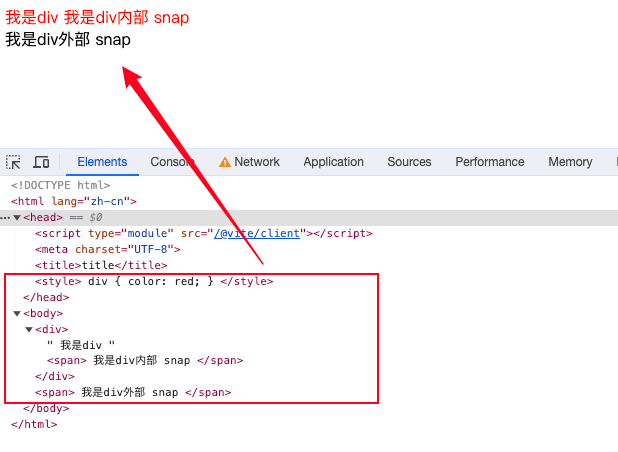 我是div 我是div内部 snap
我是div外部 snap
Elements Console Network Application Sources Performance Memory
<!DOCTYPE html>
<html lang="zh-cn">
<head> == $0
<script type="module" src="/@vite/client"></script>
<meta charset="UTF-8">
<title>title</title>
<style> div { color: red; } </style>
</head>
<body>
<div>
" 我是div "
<span> 我是div内部 snap </span>
</div>
<span> 我是div外部 snap </span>
</body>
</html>